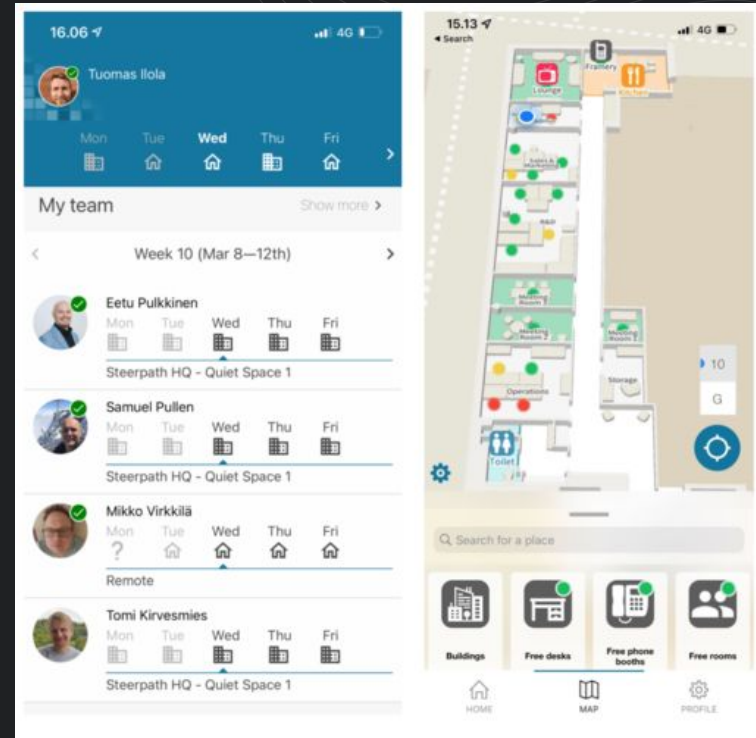 16.06
4G
Tuomas Ilola
Mon Tue Wed Thu Fri
My team
Show more >
Week 10 (Mar 8—12th)
Eetu Pulkkinen
Mon Tue Wed Thu Fri
Steerpath HQ - Quiet Space 1
Samuel Pullen
Mon Tue Wed Thu Fri
Steerpath HQ - Quiet Space 1
Mikko Virkkilä
Mon Tue Wed Thu Fri
?
Remote
Tomi Kirvesmies
Mon Tue Wed Thu Fri
Steerpath HQ - Quiet Space 1
15.13
4G
Search
Framery
Lounge
Kitchen
Sales &
Marketing
R&D
Meeting
Room 1
Meeting
Room 2
Operations
Storage
Toilet
10
G
Search for a place
Buildings
Free desks
Free phone
booths
Free rooms
HOME
MAP
PROFILE